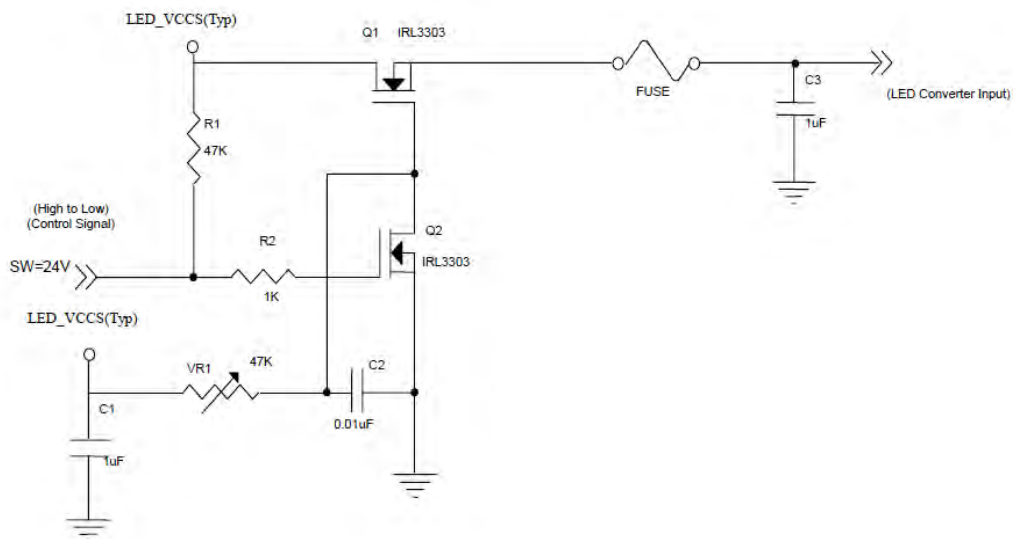 LED_VCCS(Typ)
Q1 IRL3303
FUSE
C3
(LED Converter Input)
1uF
R1
47K
(High to Low)
(Control Signal)
SW=24V
R2
1K
Q2
IRL3303
LED_VCCS(Typ)
VR1
47K
C2
0.01uF
C1
1uF